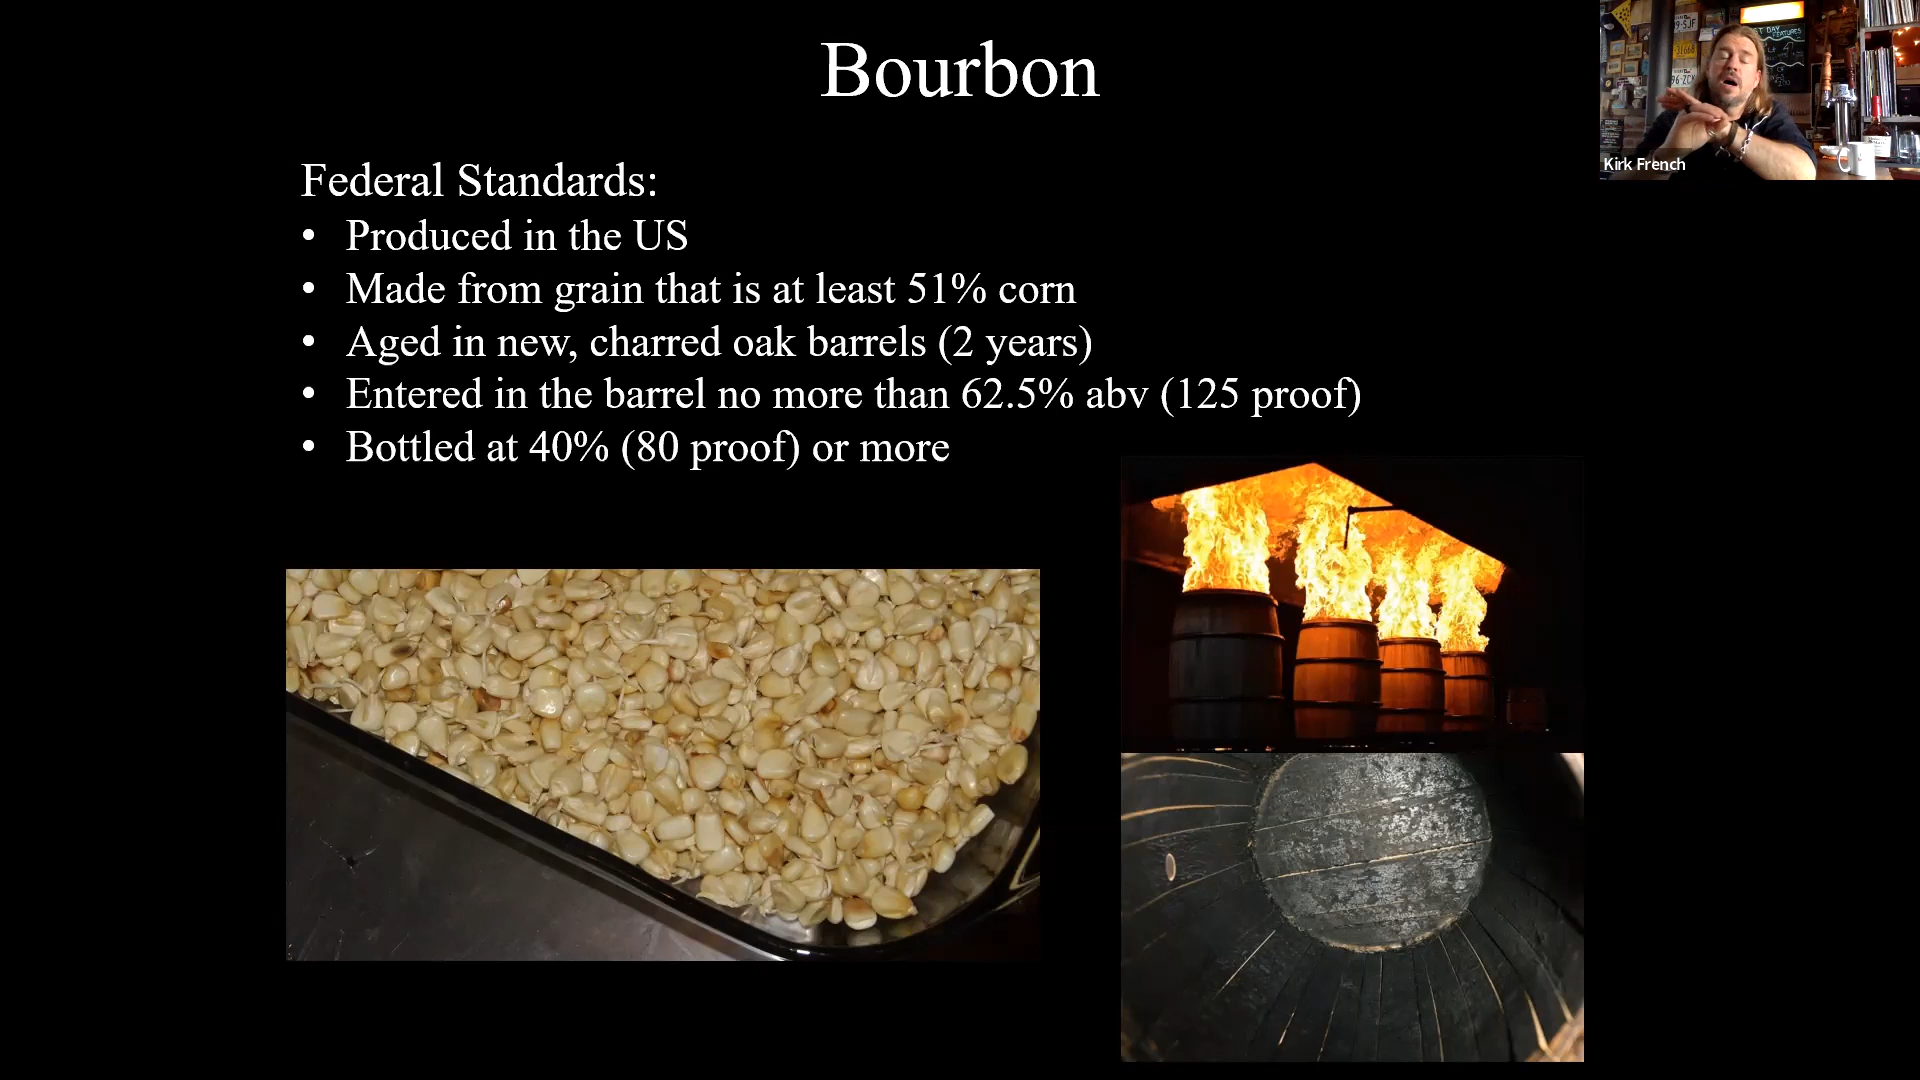 Bourbon
Federal Standards:
• Produced in the US
• Made from grain that is at least 51% corn
• Aged in new, charred oak barrels (2 years)
• Entered in the barrel no more than 62.5% abv (125 proof)
• Bottled at 40% (80 proof) or more
Kirk French